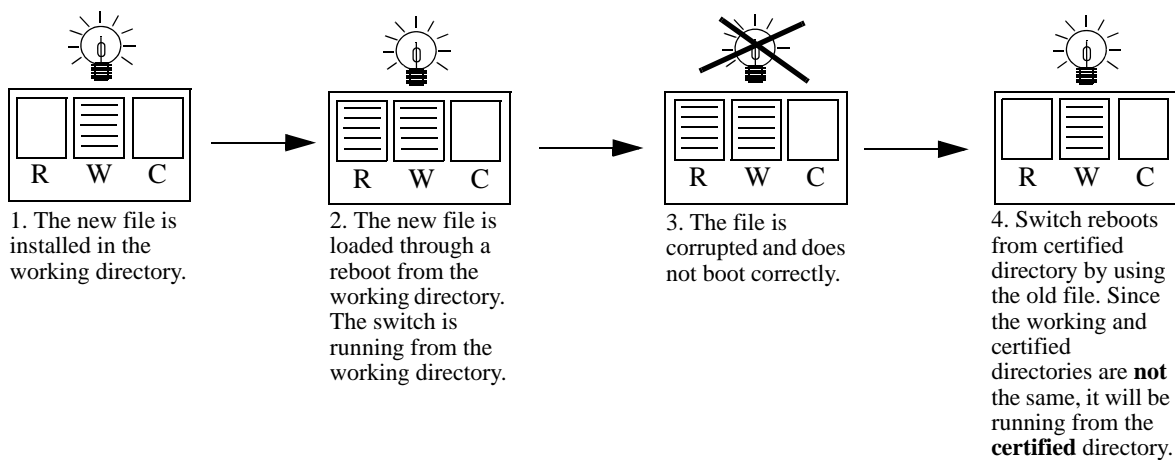 R W C
1. The new file is
installed in the
working directory.
R W C
2. The new file is
loaded through a
reboot from the
working directory.
The switch is
running from the
working directory.
R W C
3. The file is
corrupted and does
not boot correctly.
R W C
4. Switch reboots
from certified
directory by using
the old file. Since
the working and
certified
directories are not
the same, it will be
running from the
certified directory.